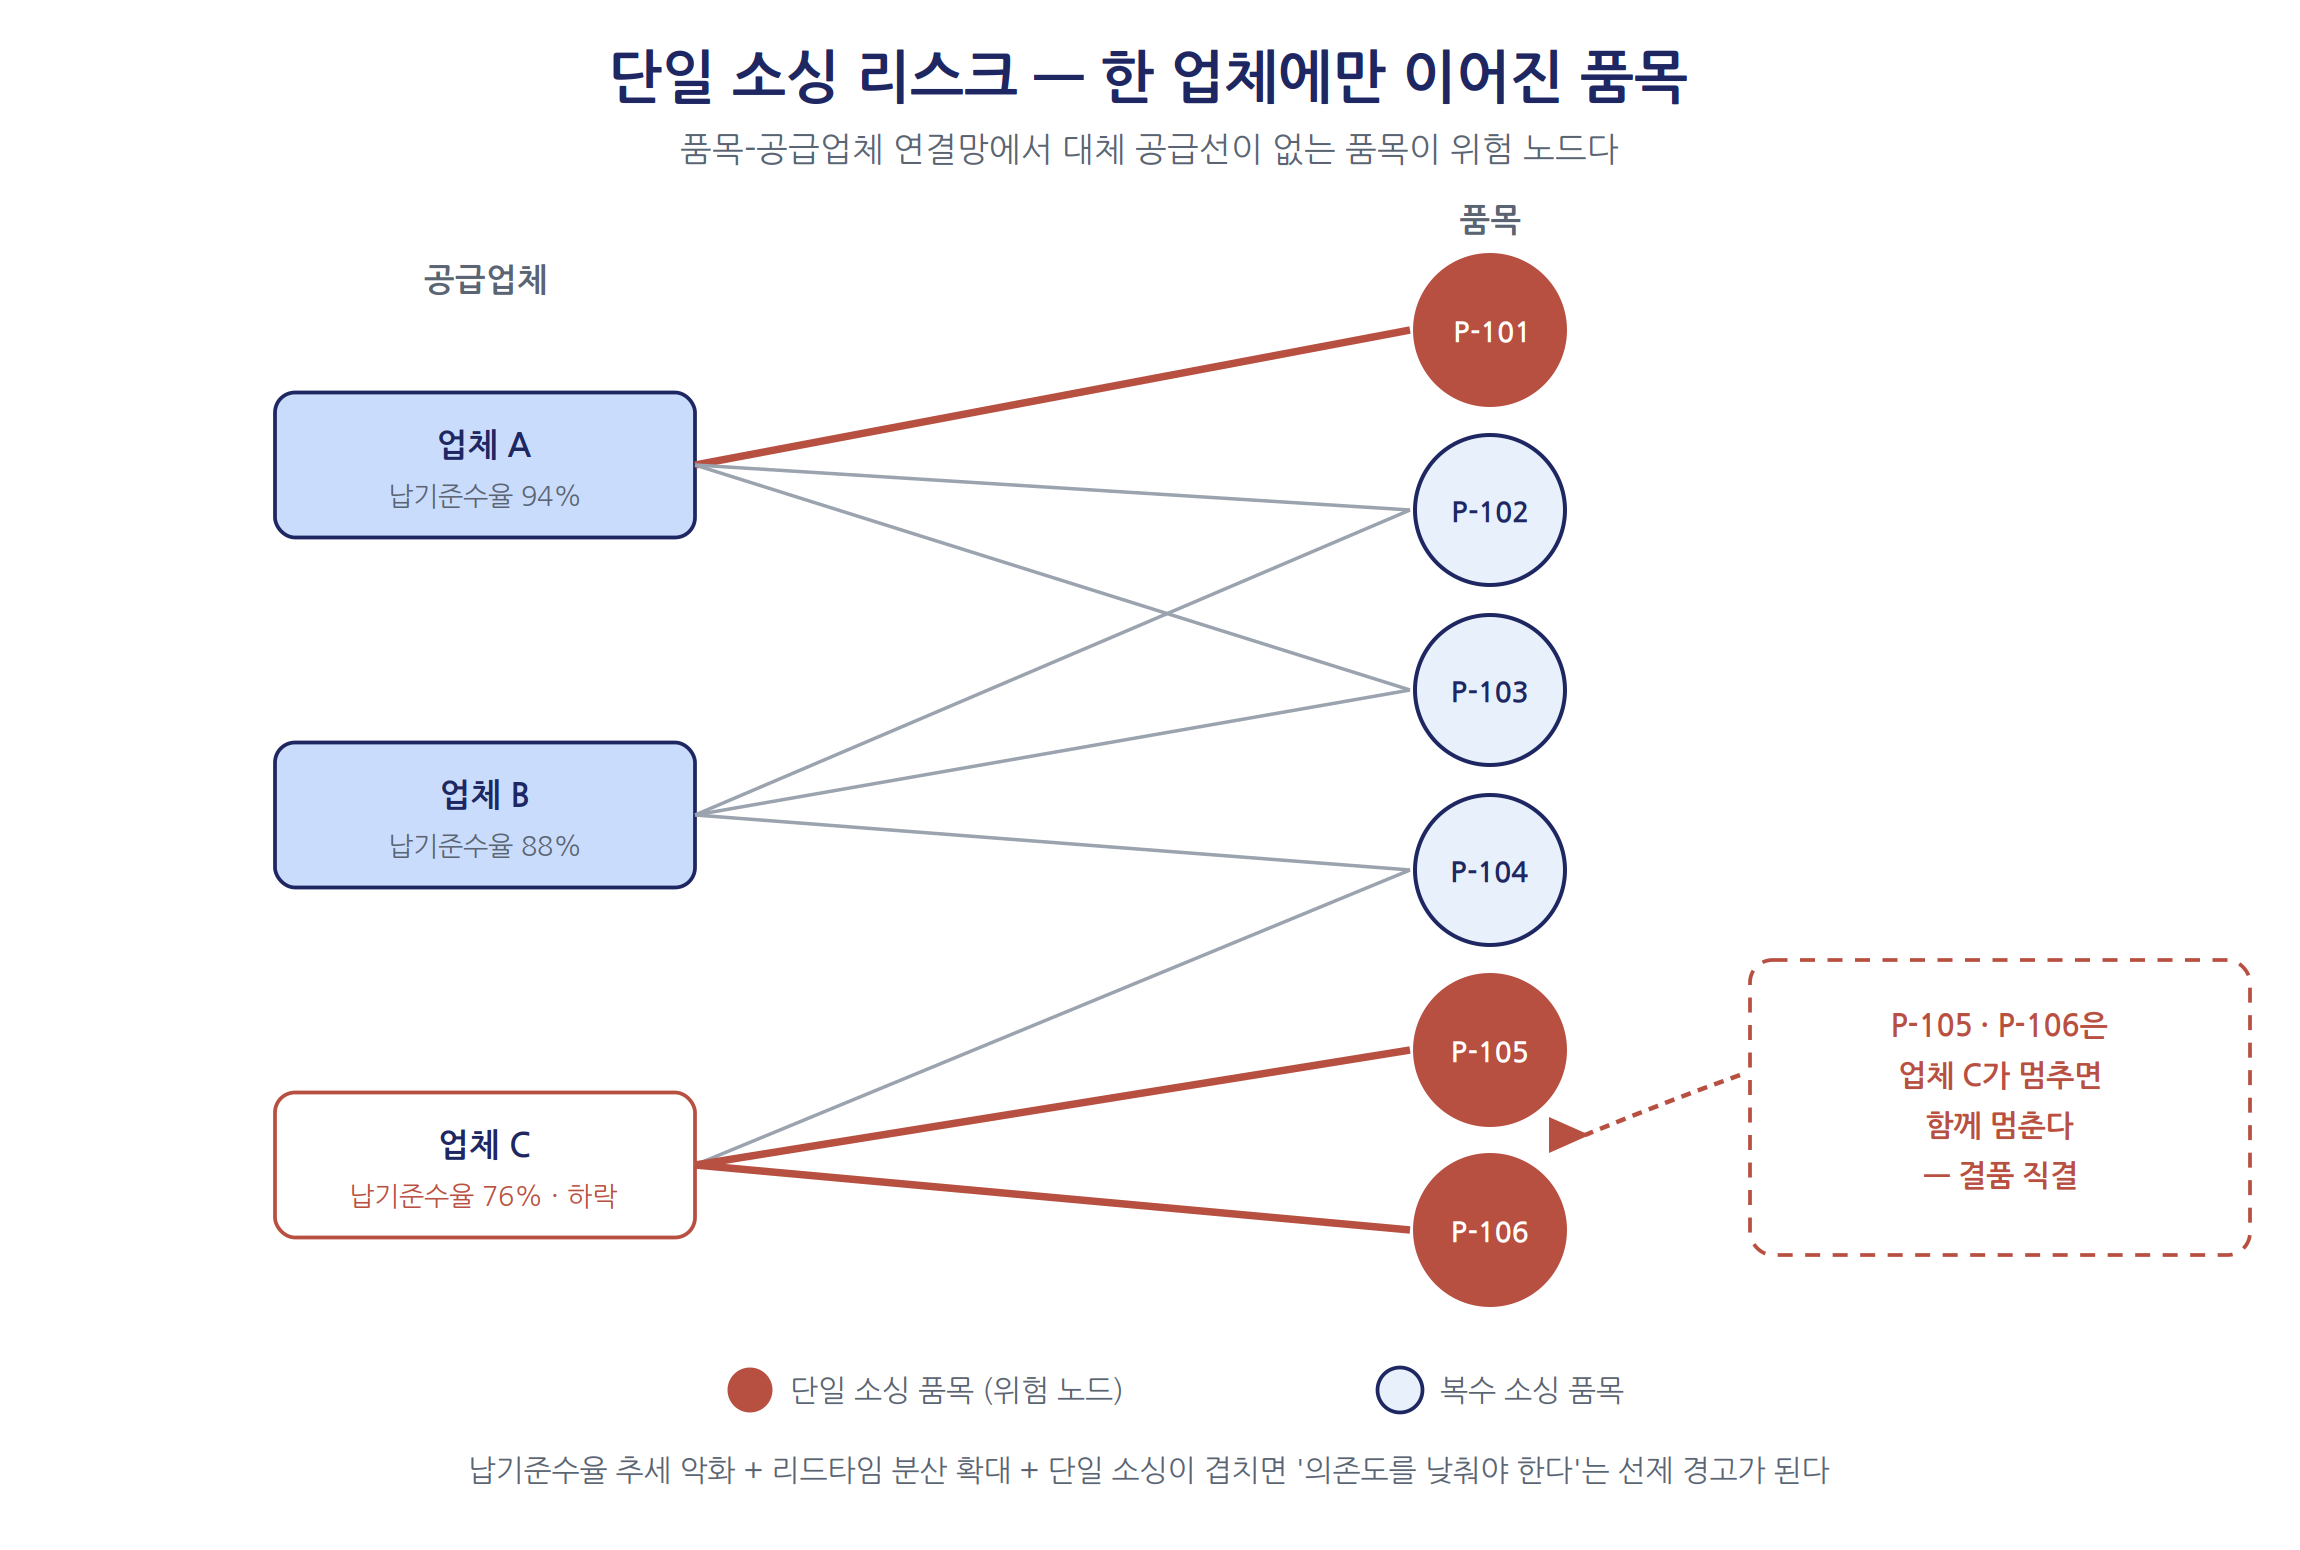 단일 소싱 리스크 — 한 업체에만 이어진 품목
품목-공급업체 연결망에서 대체 공급선이 없는 품목이 위험 노드다
품목
공급업체
P-101
업체 A
납기준수율 94%
P-102
P-103
업체 B
납기준수율 88%
P-104
P-105
P-105 · P-106은
업체 C가 멈추면
함께 멈춘다
— 결품 직결
업체 C
납기준수율 76% · 하락
P-106
단일 소싱 품목 (위험 노드)
복수 소싱 품목
납기준수율 추세 악화 + 리드타임 분산 확대 + 단일 소싱이 겹치면 '의존도를 낮춰야 한다'는 선제 경고가 된다